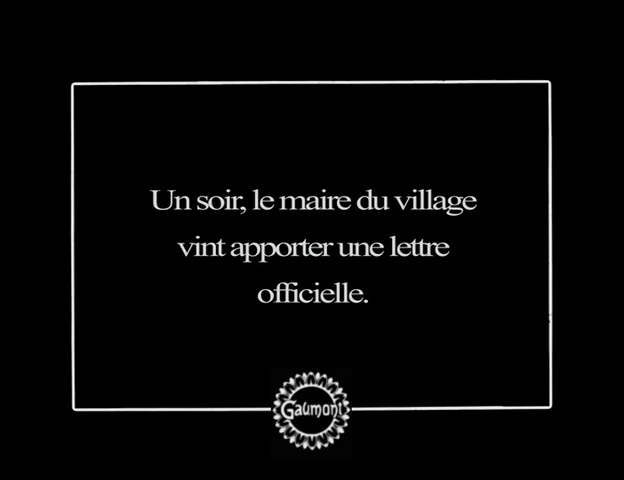 Un soir, le maire du village
vint apporter une lettre
officielle.
Gaumont